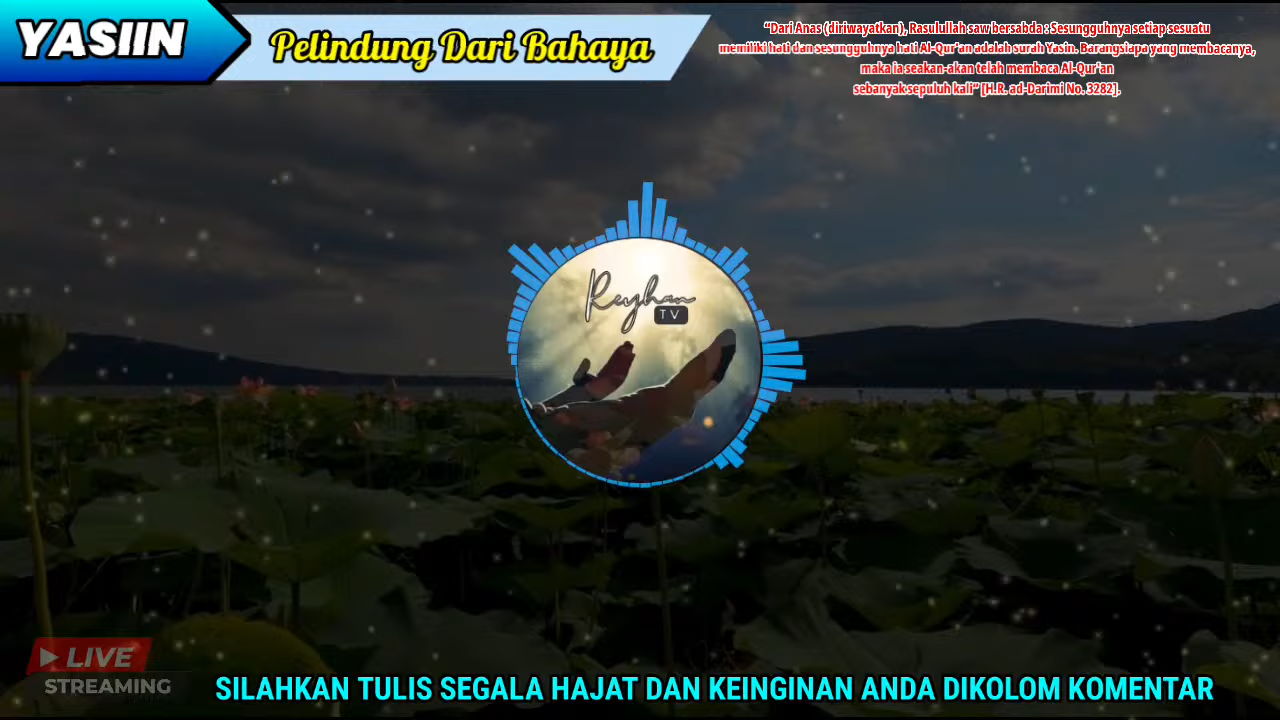 YASIIN
Pelindung Dari Bahaya
“Dari Anas (diriwayatkan), Rasulullah saw bersabda : Sesungguhnya setiap sesuatu
memiliki hati dan sesungguhnya hati Al-Qur'an adalah surah Yasin. Barangsiapa yang membacanya,
maka ia seakan-akan telah membaca Al-Qur'an
sebanyak sepuluh kali” [H.R. ad-Darimi No. 3282].
Reyhan
TV
LIVE
STREAMING
SILAHKAN TULIS SEGALA HAJAT DAN KEINGINAN ANDA DIKOLOM KOMENTAR